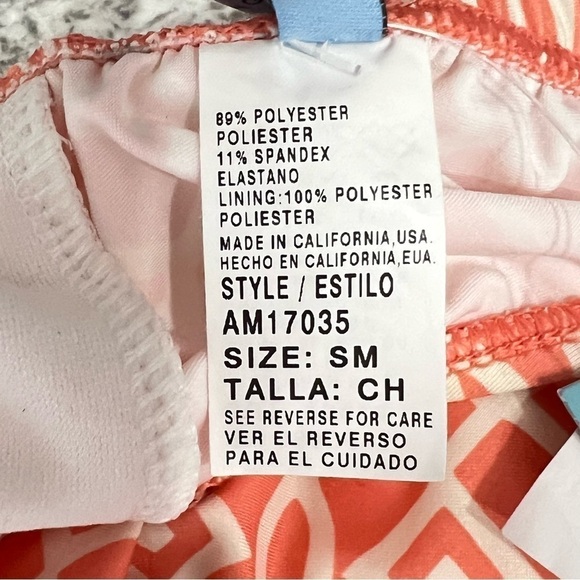 89% POLYESTER
POLIESTER
11% SPANDEX
ELASTANO
LINING:100% POLYESTER
POLIESTER
MADE IN CALIFORNIA,USA.
HECHO EN CALIFORNIA,EUA.
STYLE / ESTILO
AM17035
SIZE: SM
TALLA: CH
SEE REVERSE FOR CARE
VER EL REVERSO
PARA EL CUIDADO